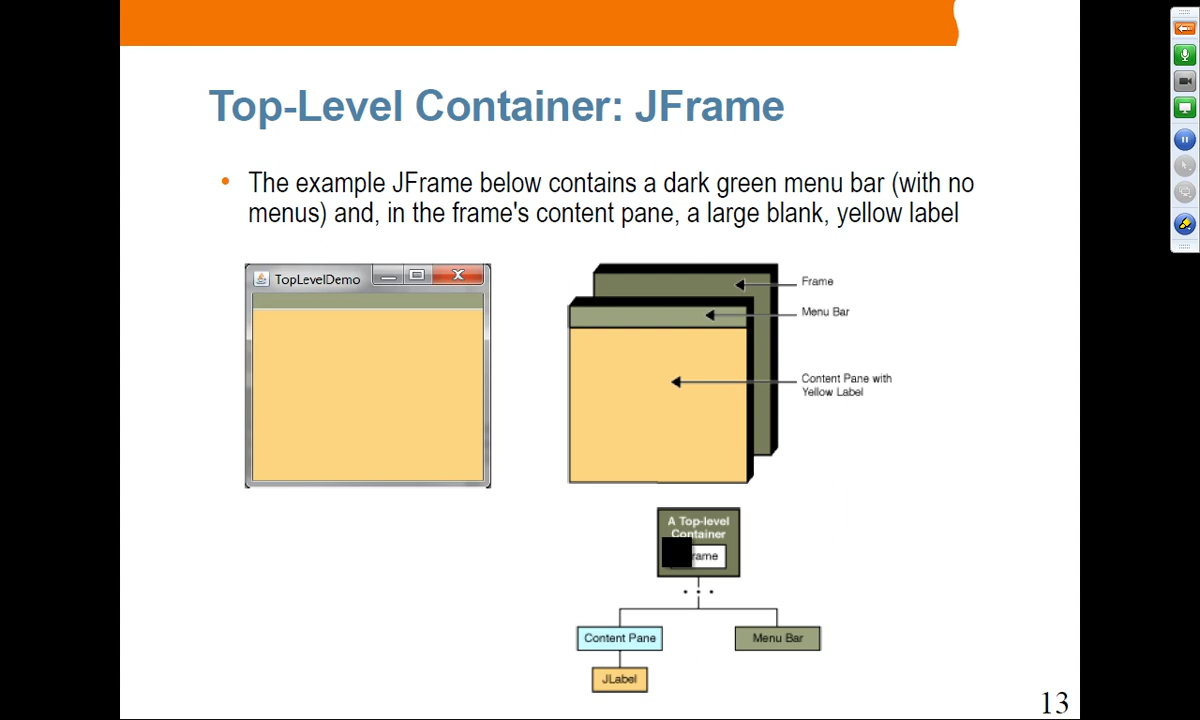 Top-Level Container: JFrame
• The example JFrame below contains a dark green menu bar (with no
menus) and, in the frame's content pane, a large blank, yellow label
TopLevelDemo
Frame
Menu Bar
Content Pane with
Yellow Label
A Top-level
Container
rame
Content Pane
Menu Bar
JLabel
13